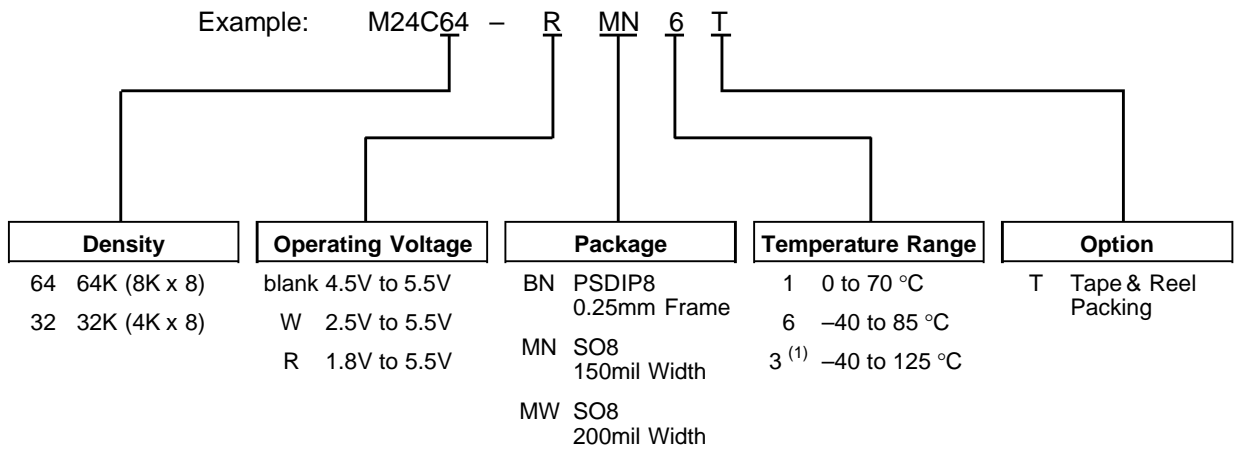 Example: M24C64 – R MN 6 T
Density
64 64K (8K x 8)
32 32K (4K x 8)
Operating Voltage
blank 4.5V to 5.5V
W 2.5V to 5.5V
R 1.8V to 5.5V
Package
BN PSDIP8
0.25mm Frame
MN SO8
150mil Width
MW SO8
200mil Width
Temperature Range
1 0 to 70 °C
6 –40 to 85 °C
3 (1) –40 to 125 °C
Option
T Tape & Reel
Packing